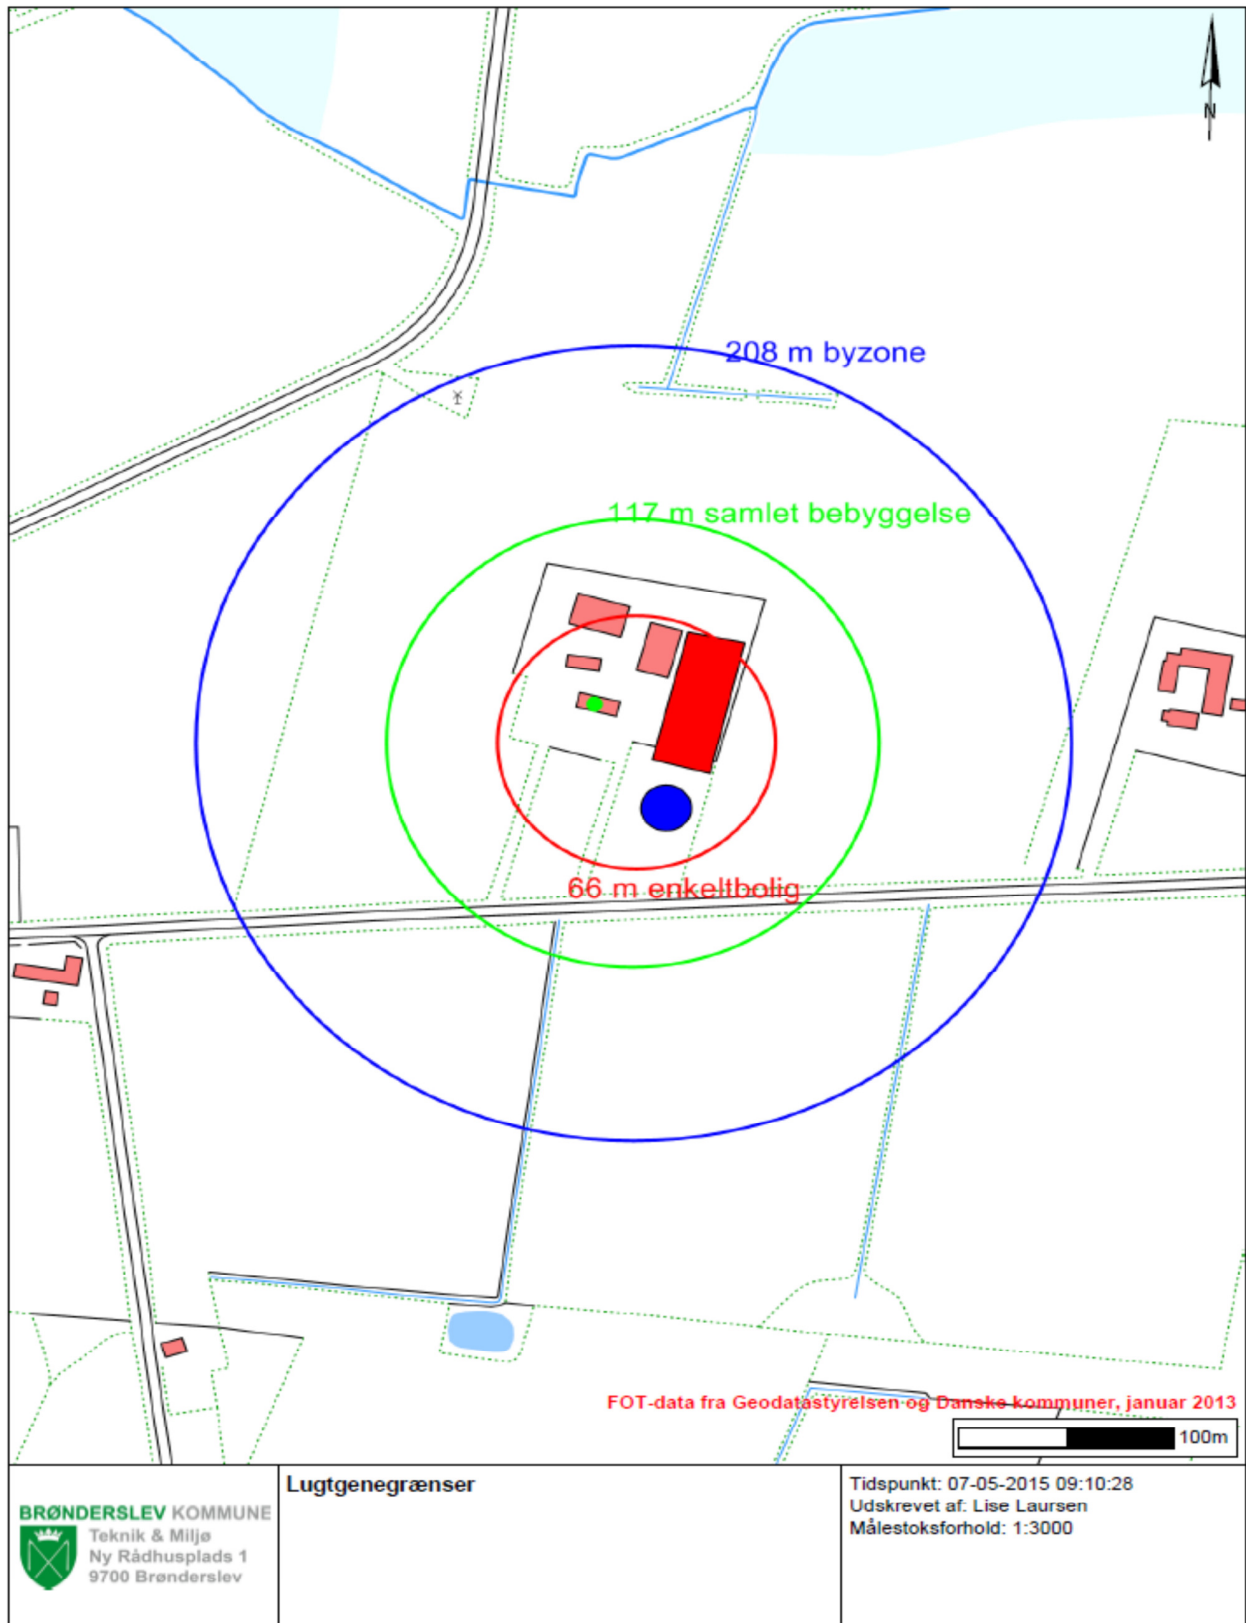 N
208 m byzone
117 m samlet bebyggelse
66 m enkeltbolig
FOT-data fra Geodatastyrelsen og Danske kommuner, januar 2013
100m
BRØNDERSLEV KOMMUNE
Teknik & Miljø
Ny Rådhusplads 1
9700 Brønderslev
Lugtgenegrænser
Tidspunkt: 07-05-2015 09:10:28
Udskrevet af: Lise Laursen
Målestoksforhold: 1:3000